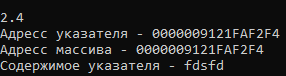 2.4
Адресс указателя - 0000009121FAF2F4
Адресс массива - 0000009121FAF2F4
Содержимое указателя - fdsfd